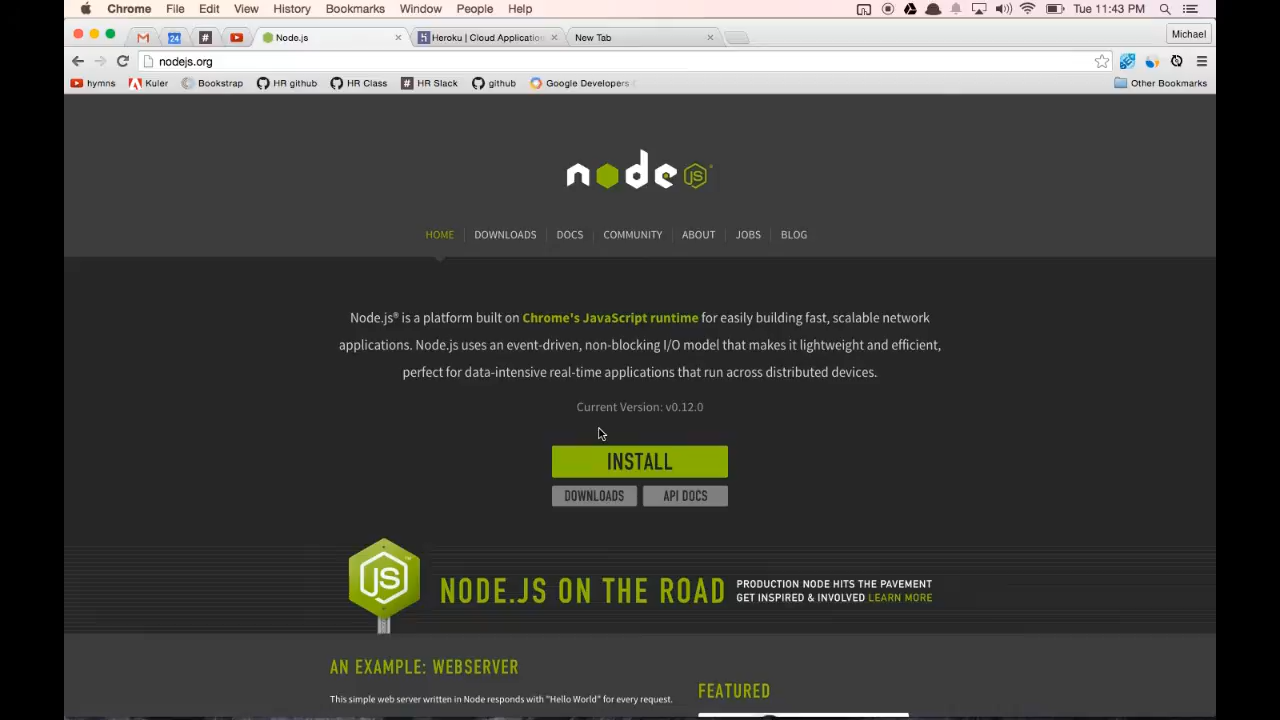 Chrome File Edit View History Bookmarks Window People Help Tue 11:43 PM
24 # Node.js Heroku | Cloud Application New Tab Michael
nodejs.org
hymns Kuler Bookstrap HR github HR Class HR Slack github Google Developers Other Bookmarks
node JS
HOME DOWNLOADS DOCS COMMUNITY ABOUT JOBS BLOG
Node.js® is a platform built on Chrome's JavaScript runtime for easily building fast, scalable network
applications. Node.js uses an event-driven, non-blocking I/O model that makes it lightweight and efficient,
perfect for data-intensive real-time applications that run across distributed devices.
Current Version: v0.12.0
INSTALL
DOWNLOADS API DOCS
JS
NODE.JS ON THE ROAD
PRODUCTION NODE HITS THE PAVEMENT
GET INSPIRED & INVOLVED LEARN MORE
AN EXAMPLE: WEBSERVER
This simple web server written in Node responds with "Hello World" for every request.
FEATURED